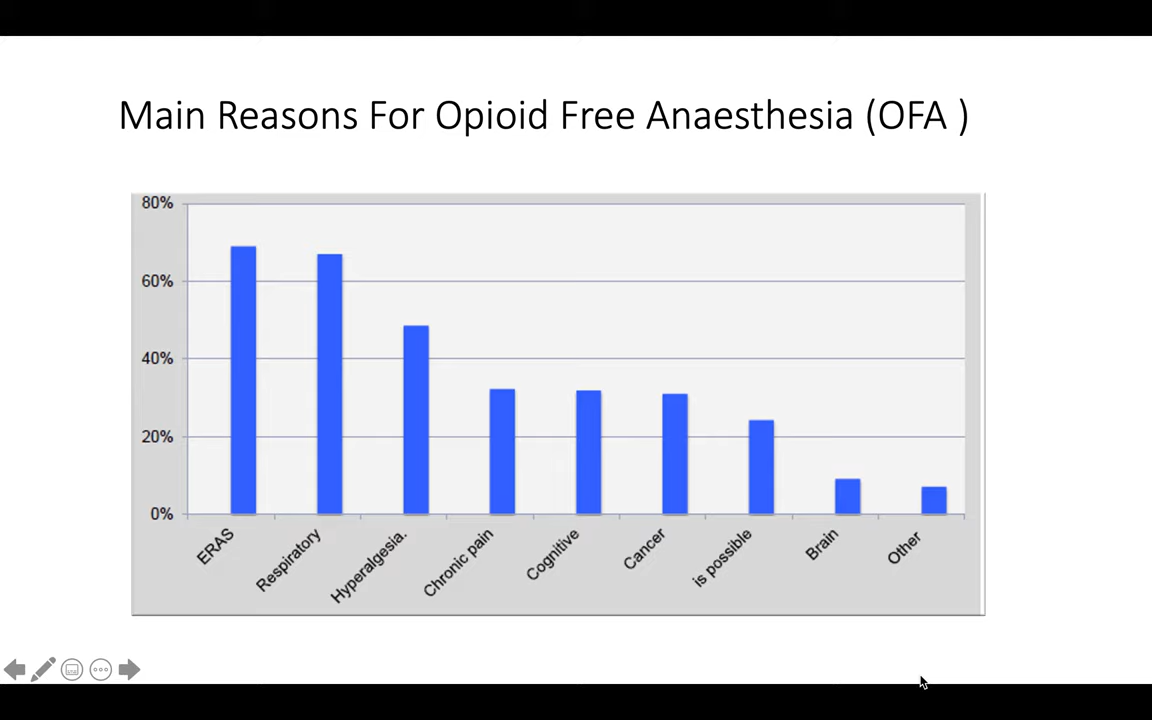 Main Reasons For Opioid Free Anaesthesia (OFA )
80%
60%
40%
20%
0%
ERAS
Respiratory
Hyperalgesia.
Chronic pain
Cognitive
Cancer
is possible
Brain
Other